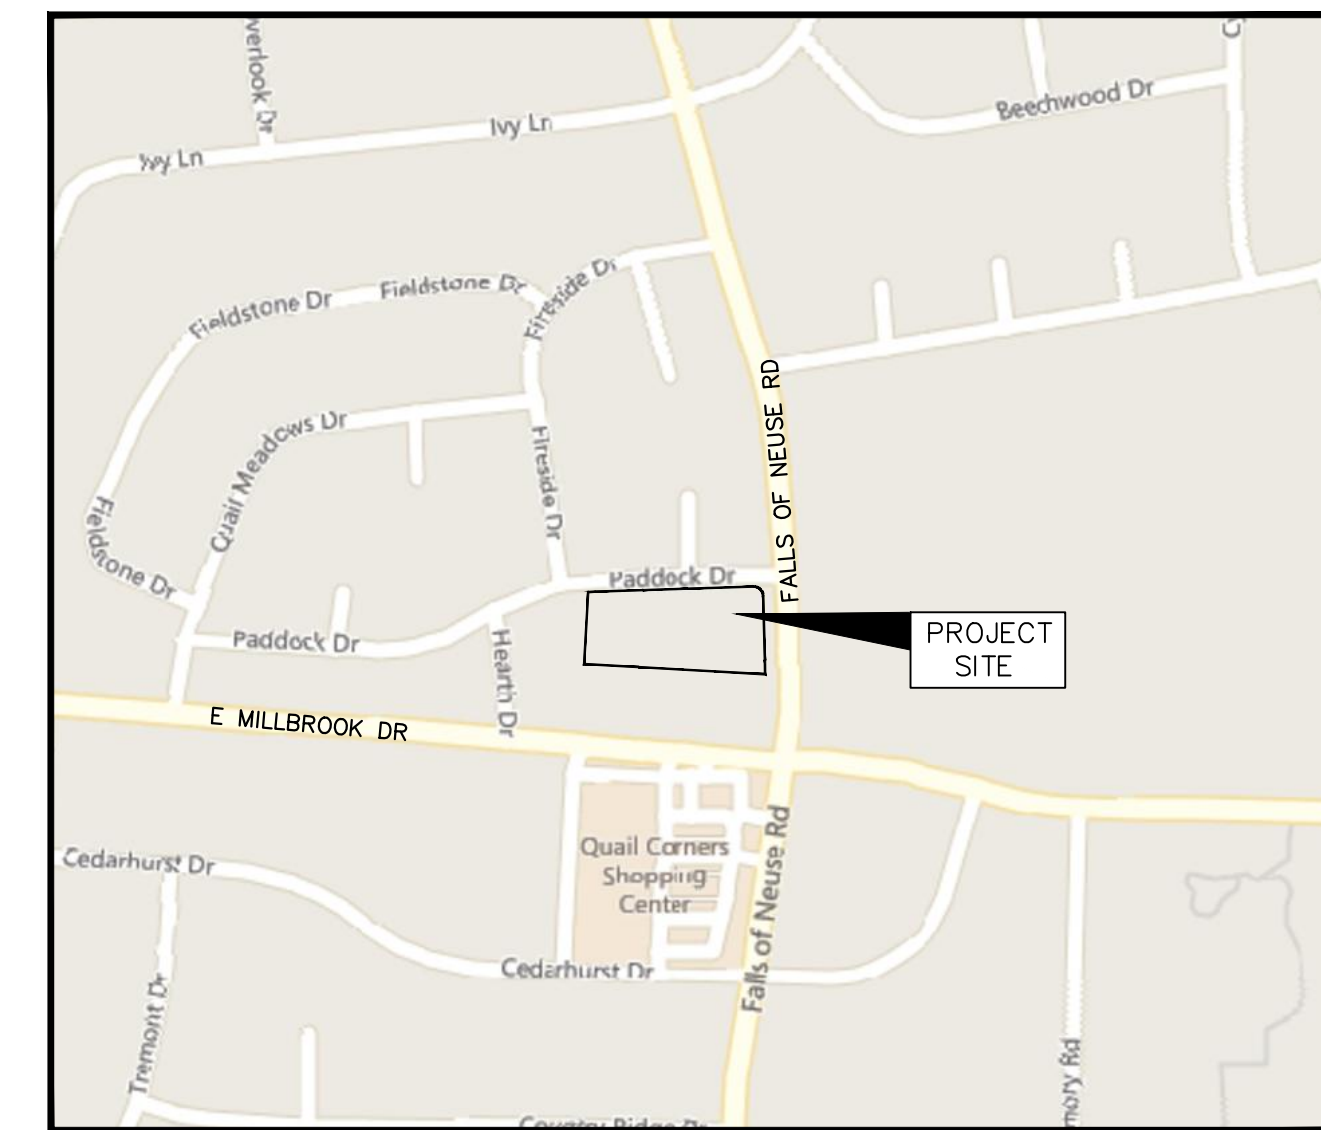 Ivy Ln
Ivy Ln
Beechwood Dr
Fieldstone Dr
Fieldstone Dr
Fireside Dr
Quail Meadows Dr
Fireside Dr
FALLS OF NEUSE RD
Fieldstone Dr
Paddock Dr
PROJECT
SITE
Paddock Dr
Hearth Dr
E MILLBROOK DR
Quail Corners
Shopping
Center
Falls of Neuse Rd
Cedarhurst Dr
Cedarhurst Dr
Tremont Dr